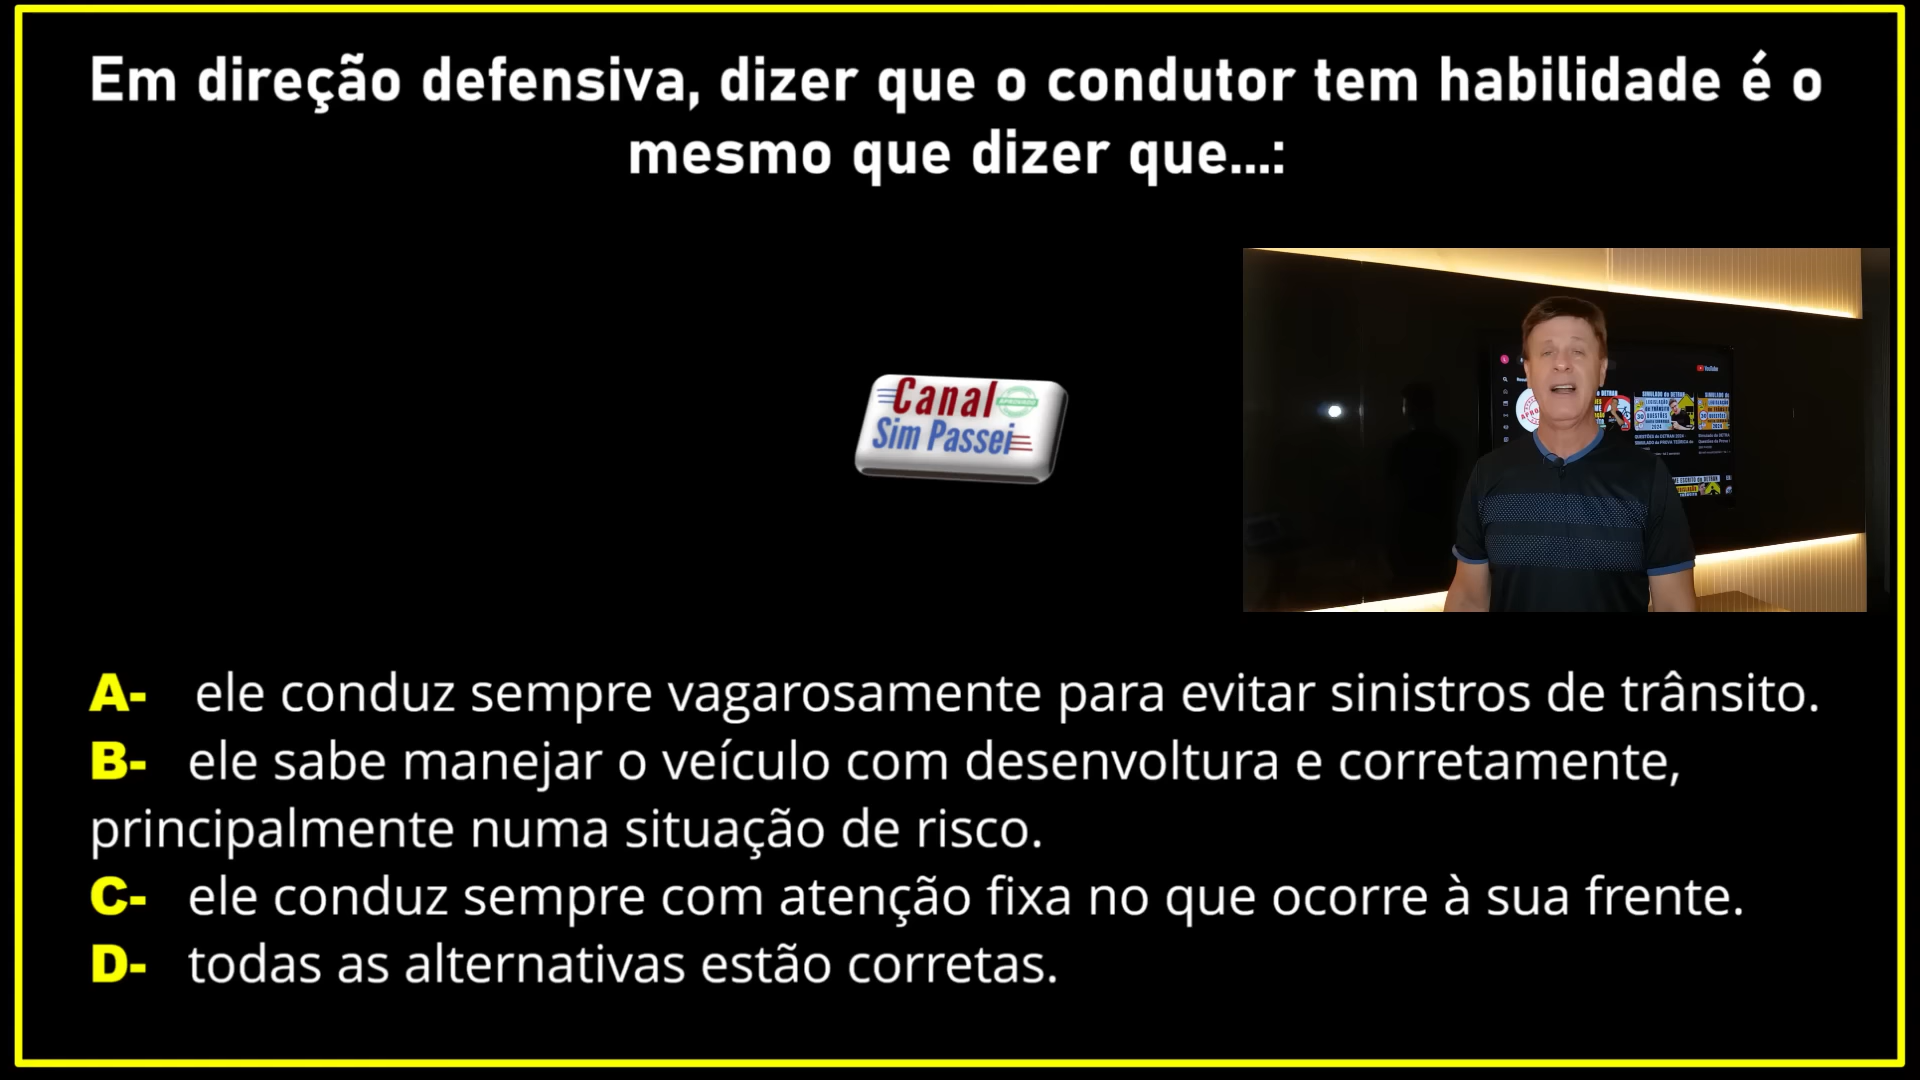 Em direção defensiva, dizer que o condutor tem habilidade é o
mesmo que dizer que...:
Canal
APROVADO
Sim Passei
YouTube
A- ele conduz sempre vagarosamente para evitar sinistros de trânsito.
B- ele sabe manejar o veículo com desenvoltura e corretamente,
principalmente numa situação de risco.
C- ele conduz sempre com atenção fixa no que ocorre à sua frente.
D- todas as alternativas estão corretas.